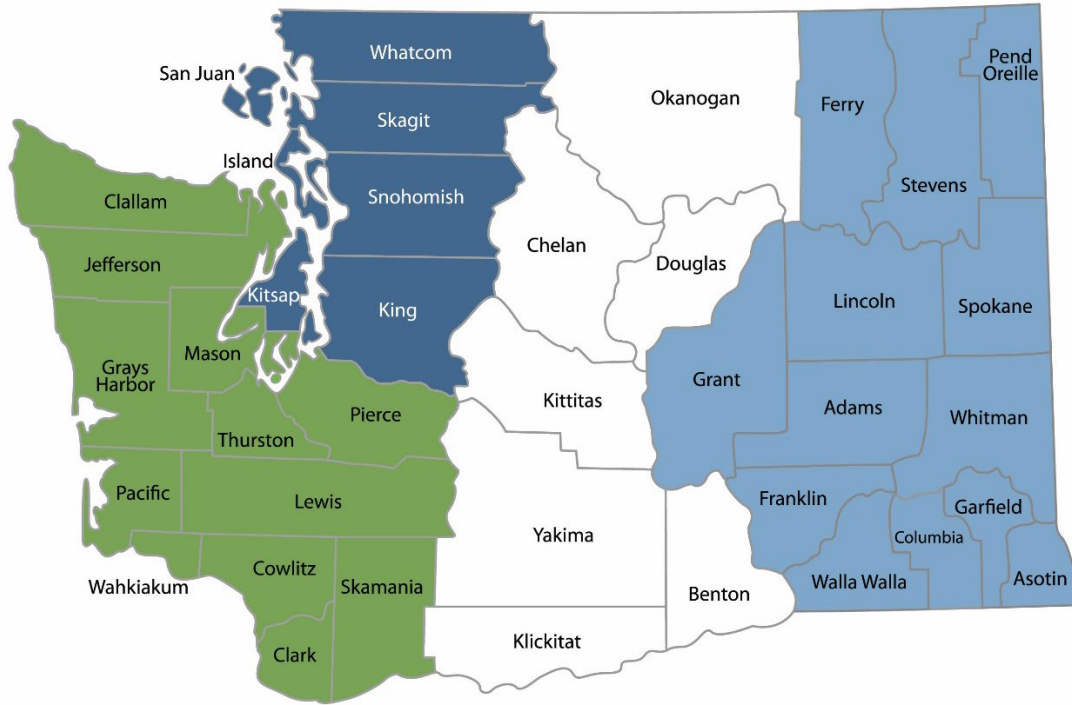 Whatcom
San Juan
Pend
Oreille
Okanogan
Ferry
Skagit
Island
Stevens
Clallam
Snohomish
Chelan
Jefferson
Douglas
Kitsap
Lincoln
Spokane
King
Mason
Grays
Harbor
Grant
Kittitas
Adams
Pierce
Whitman
Thurston
Pacific
Lewis
Franklin
Garfield
Yakima
Columbia
Cowlitz
Wahkiakum
Skamania
Walla Walla
Asotin
Benton
Klickitat
Clark